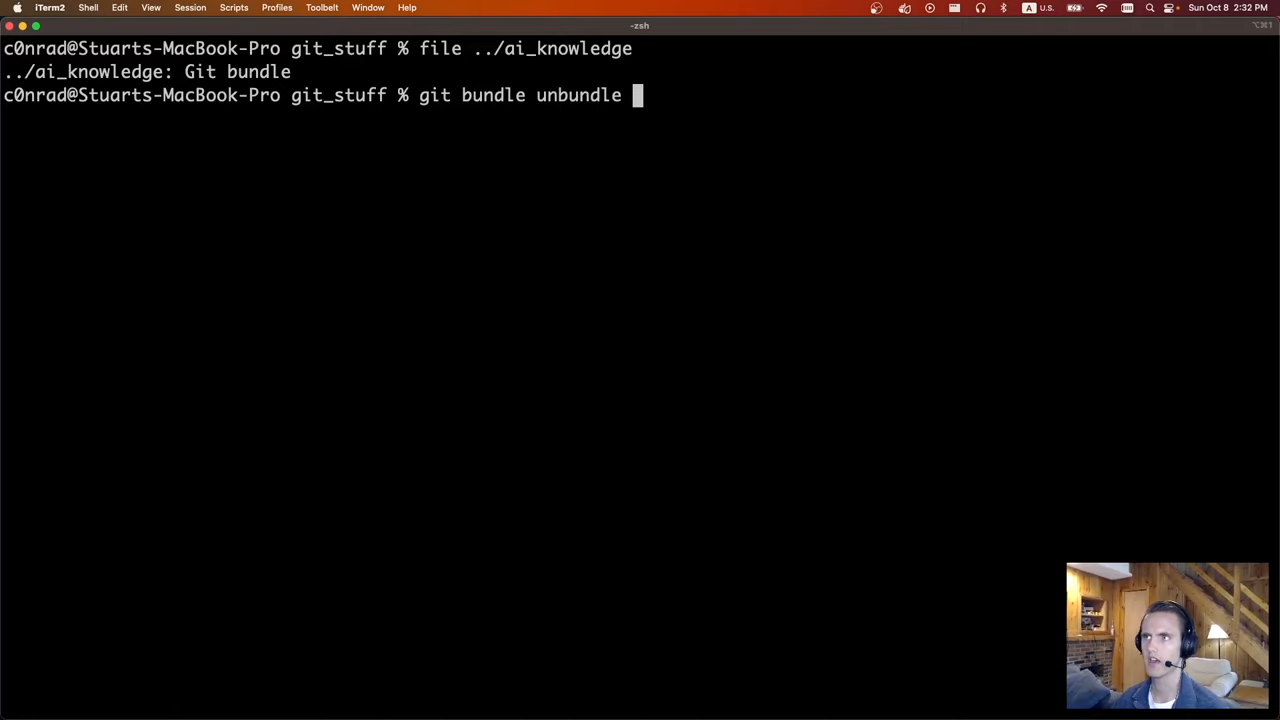 iTerm2 Shell Edit View Session Scripts Profiles Toolbelt Window Help A U.S. Sun Oct 8 2:32 PM
-zsh ⌥⌘1
c0nrad@Stuarts-MacBook-Pro git_stuff % file ../ai_knowledge
../ai_knowledge: Git bundle
c0nrad@Stuarts-MacBook-Pro git_stuff % git bundle unbundle